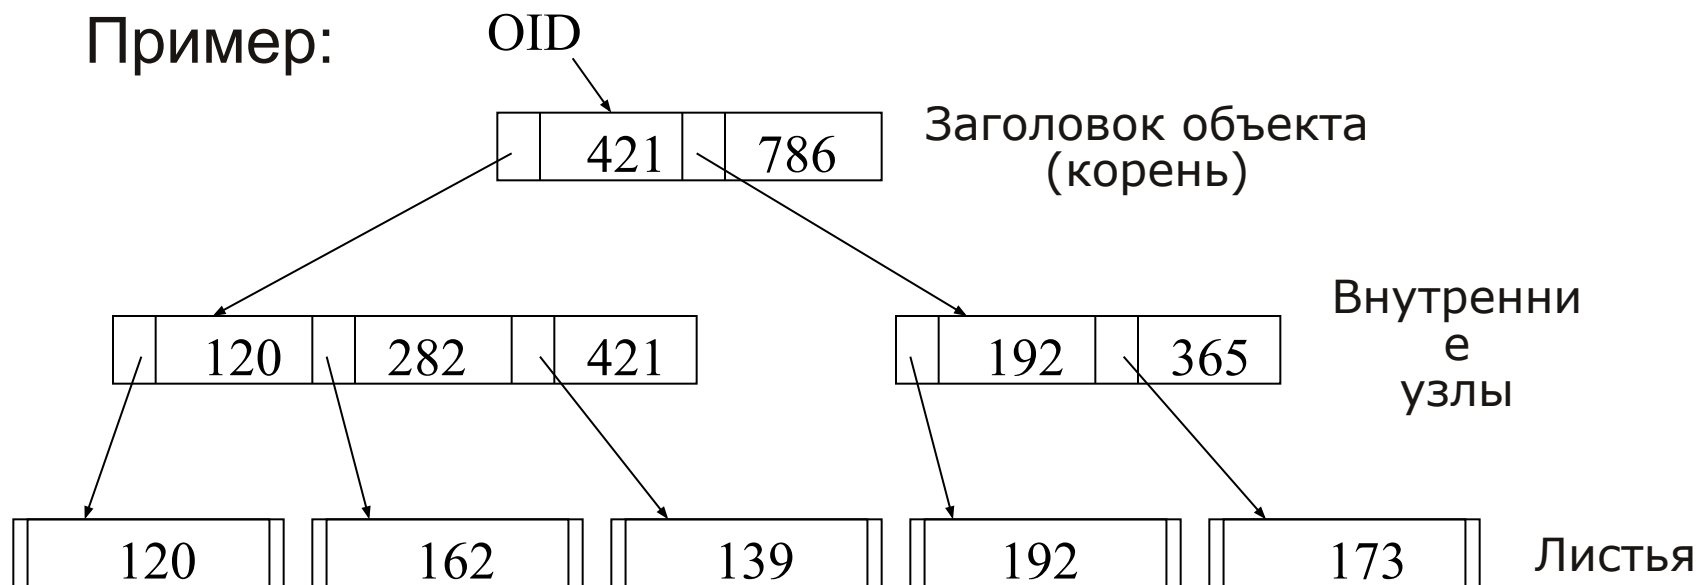 Пример:
OID
421 786
Заголовок объекта
(корень)
120 282 421
192 365
Внутренни
е
узлы
120 162 139 192 173
Листья